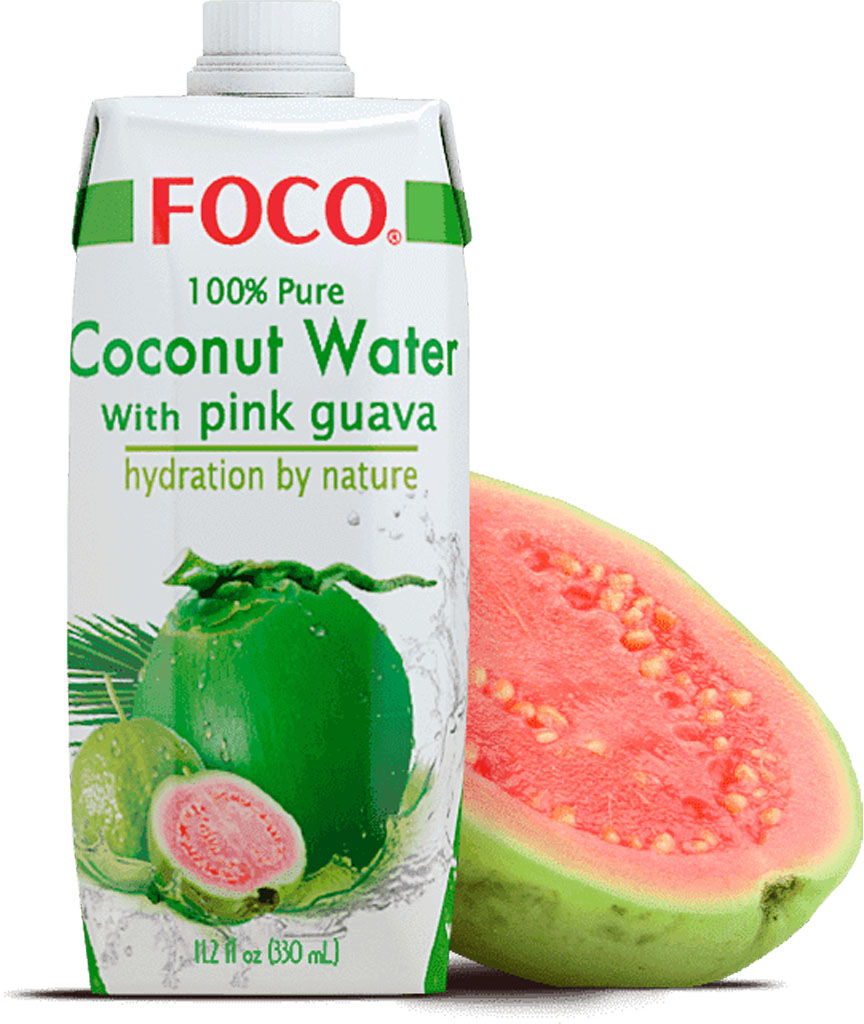 FOCO®
100% Pure
Coconut Water
With pink guava
hydration by nature
11.2 fl oz (330 mL)